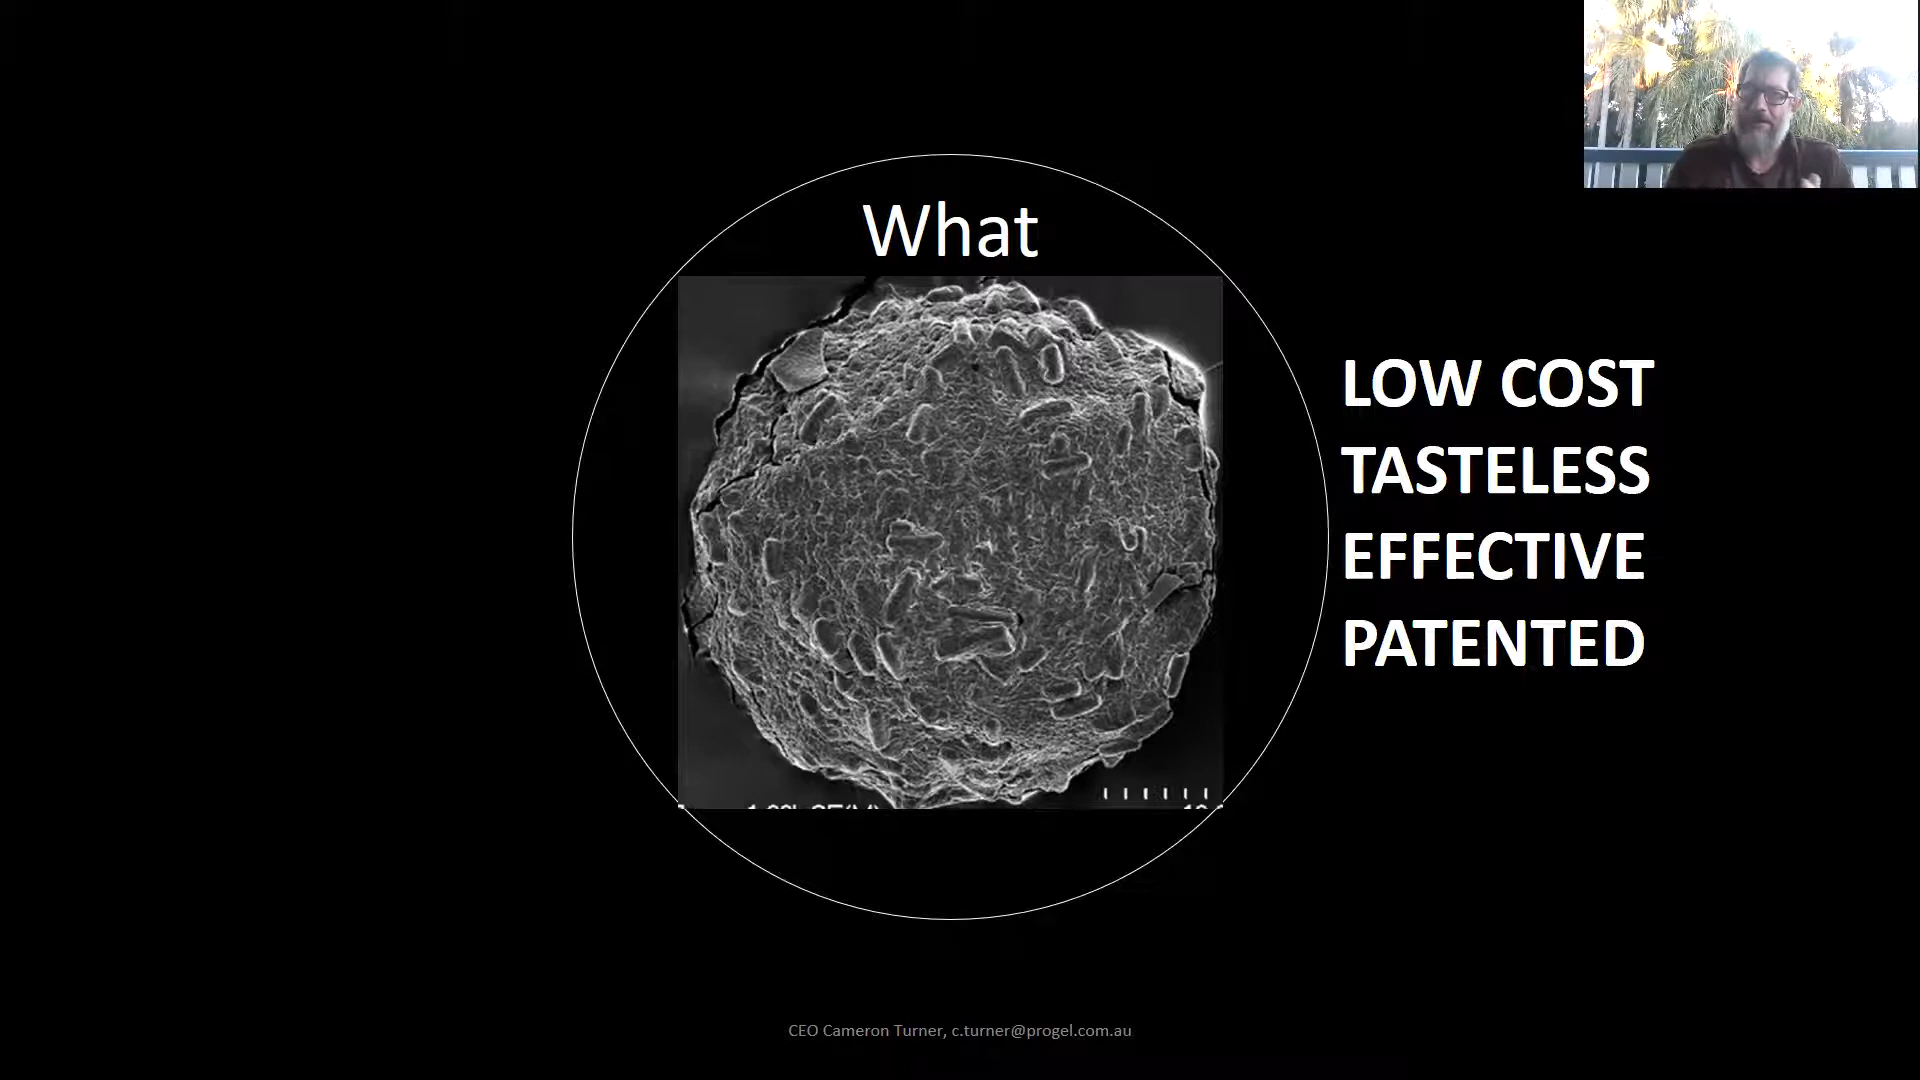 What
LOW COST
TASTELESS
EFFECTIVE
PATENTED
CEO Cameron Turner, c.turner@progel.com.au